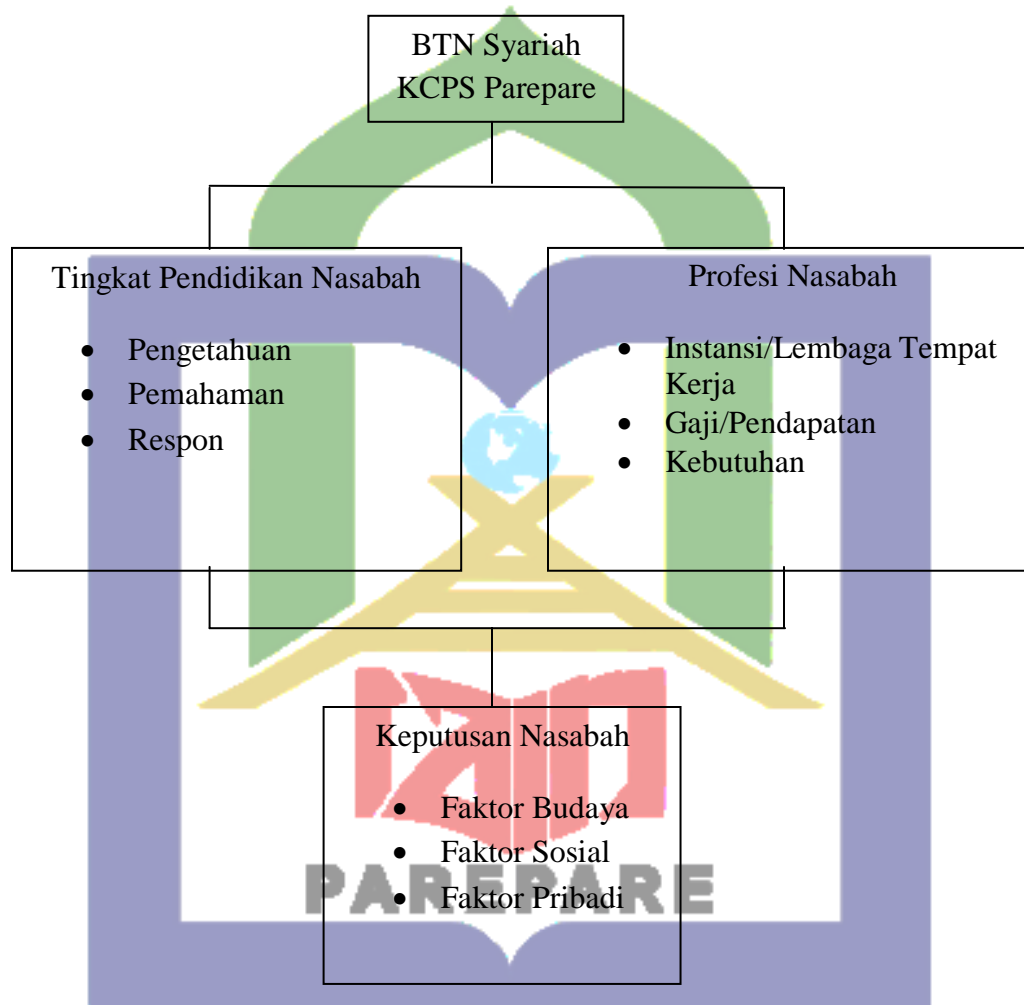 BTN Syariah
KCPS Parepare
Tingkat Pendidikan Nasabah
• Pengetahuan
• Pemahaman
• Respon
Profesi Nasabah
• Instansi/Lembaga Tempat
Kerja
• Gaji/Pendapatan
• Kebutuhan
Keputusan Nasabah
• Faktor Budaya
• Faktor Sosial
• Faktor Pribadi
IAIN
PAREPARE